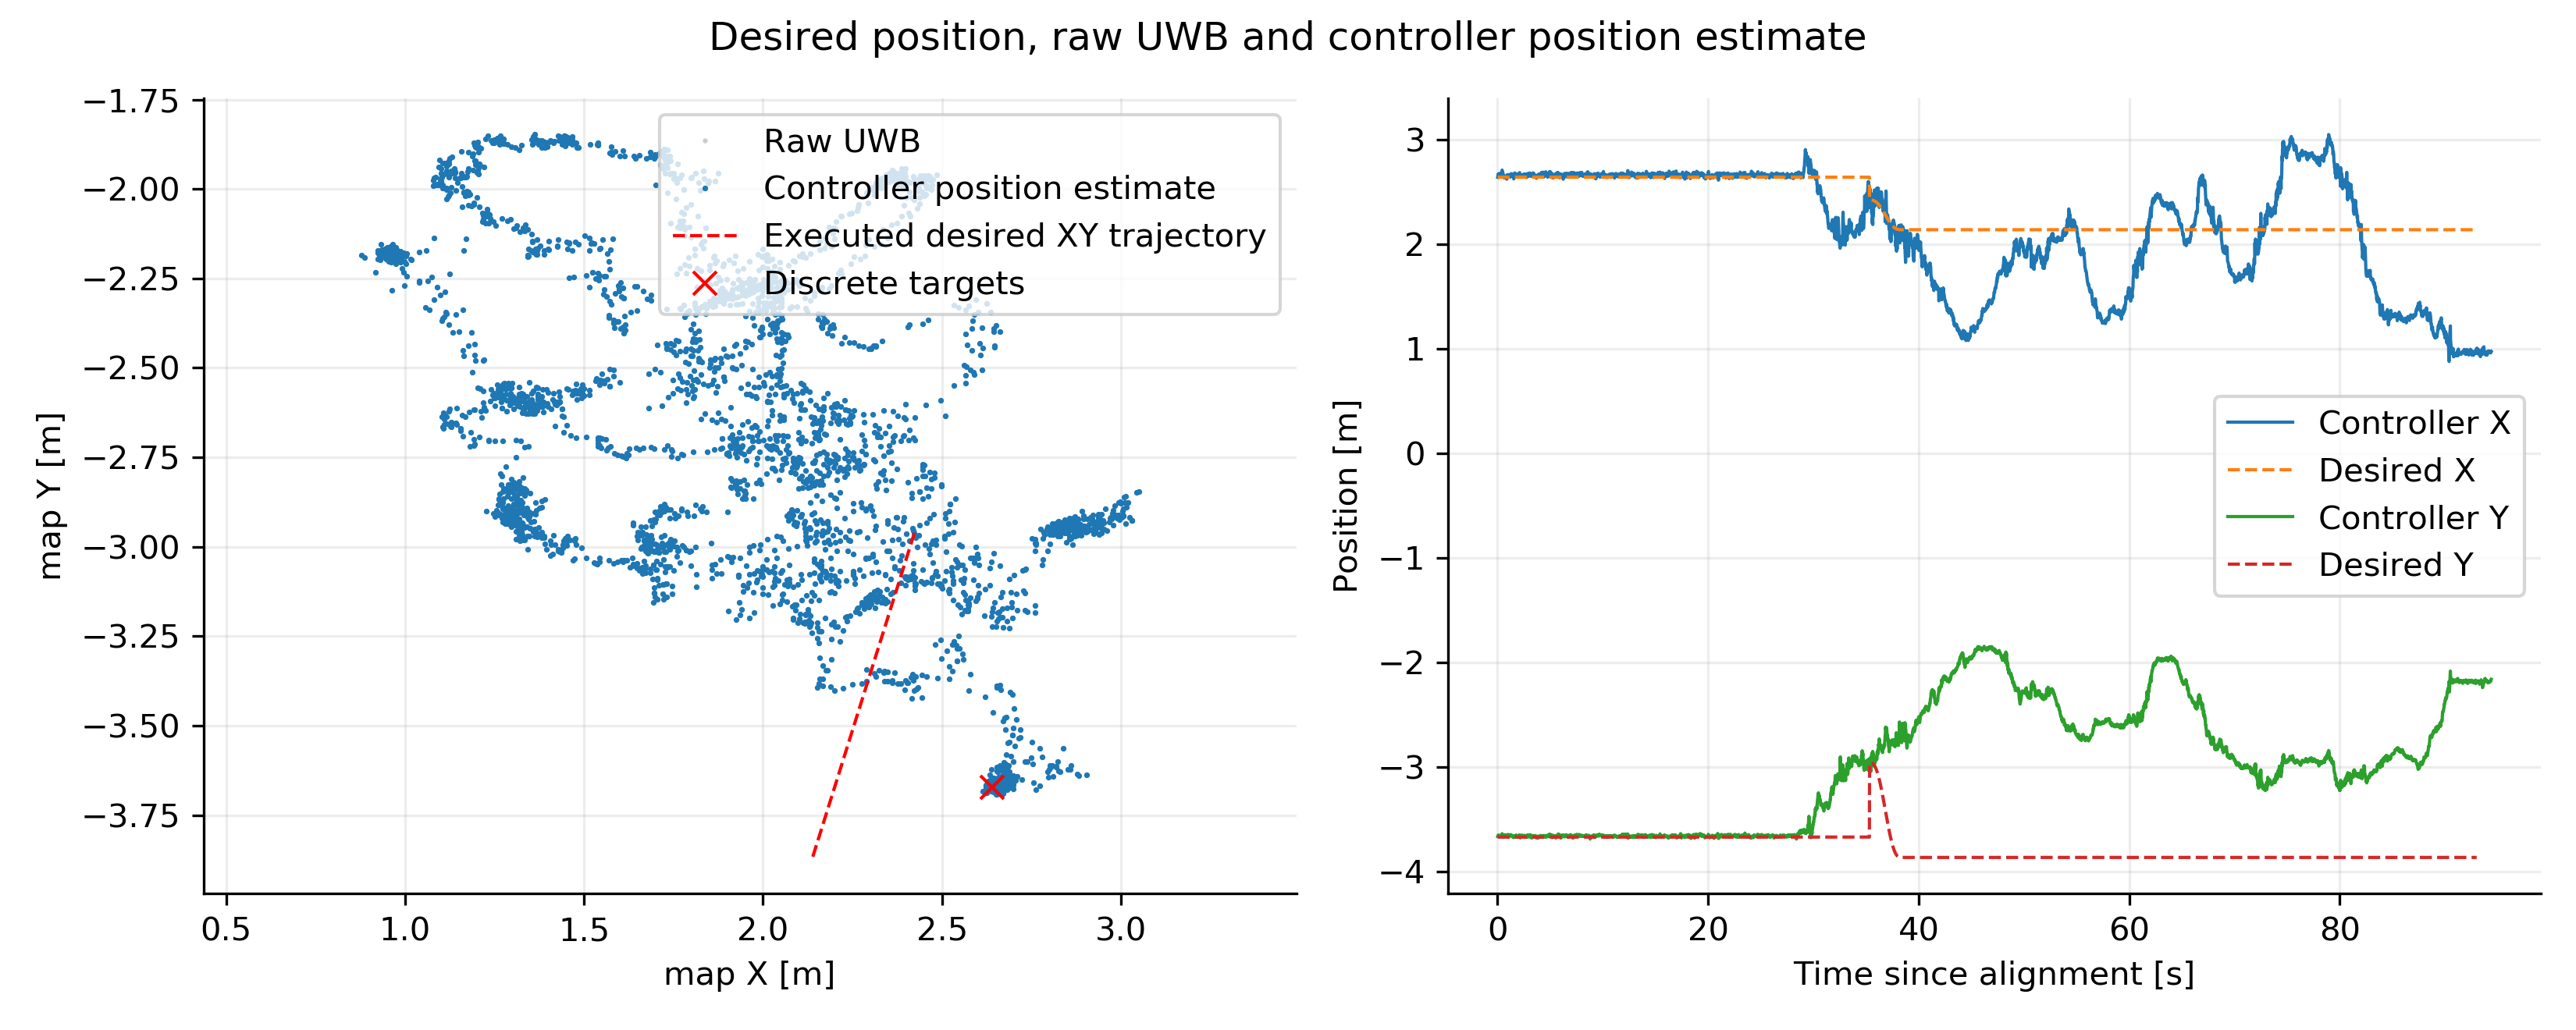 Desired position, raw UWB and controller position estimate
−1.75
−2.00
−2.25
−2.50
−2.75
−3.00
−3.25
−3.50
−3.75
map Y [m]
Raw UWB
Controller position estimate
Executed desired XY trajectory
Discrete targets
0.5
1.0
1.5
2.0
2.5
3.0
map X [m]
3
2
1
0
−1
−2
−3
−4
Position [m]
Controller X
Desired X
Controller Y
Desired Y
0
20
40
60
80
Time since alignment [s]